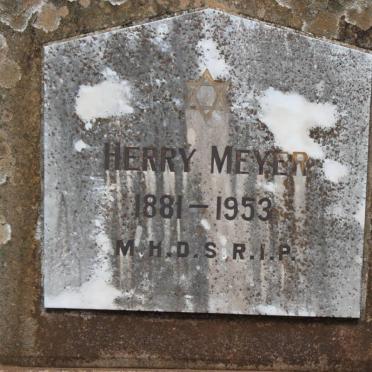 HERRY MEYER
1881 - 1953
M.H.D.S.R.I.P.